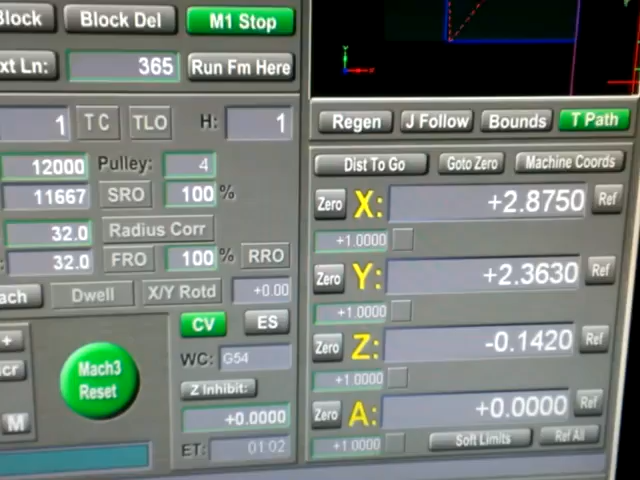 Block Block Del M1 Stop
xt Ln: 365 Run Fm Here
1 TC TLO H: 1
12000 Pulley: 4
11667 SRO 100 %
32.0 Radius Corr
32.0 FRO 100 % RRO
ach Dwell X/Y Rotd +0.00
CV ES
+
Mach3
Reset
WC: G54
cr
Z Inhibit:
M +0.0000
ET: 01:02
Y
Regen J Follow Bounds T Path
Dist To Go Goto Zero Machine Coords
Zero X: +2.8750 Ref
+1.0000
Zero Y: +2.3630 Ref
+1.0000
Zero Z: -0.1420 Ref
+1.0000
Zero A: +0.0000 Ref
+1.0000 Soft Limits Ref All